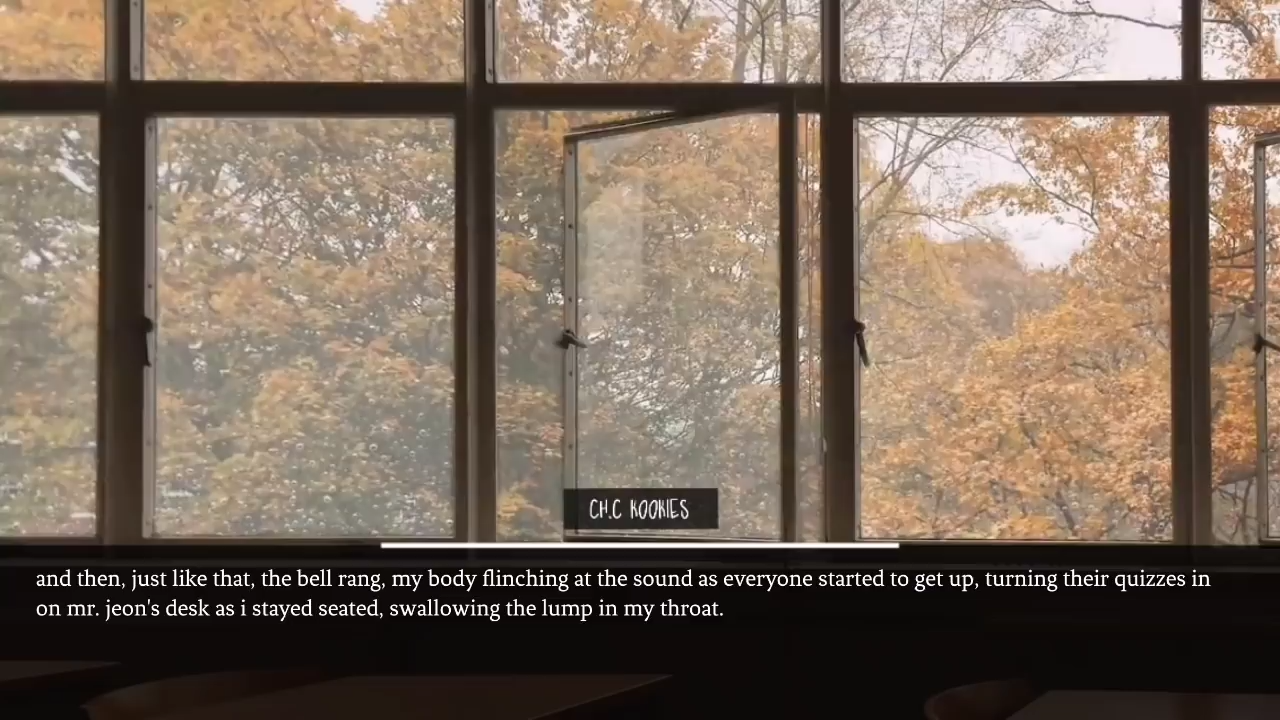 CH.C KOOKIES
and then, just like that, the bell rang, my body flinching at the sound as everyone started to get up, turning their quizzes in
on mr. jeon's desk as i stayed seated, swallowing the lump in my throat.